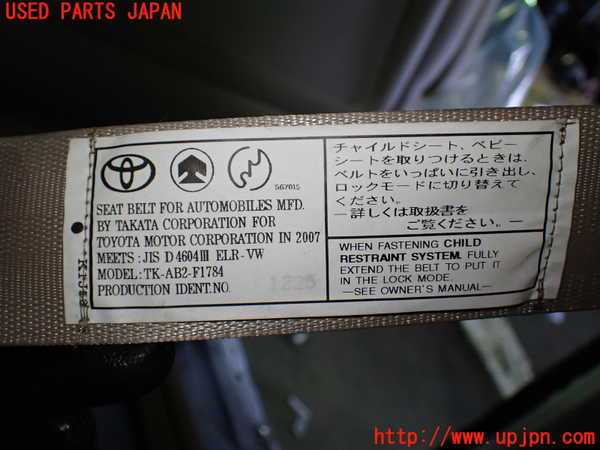 USED PARTS JAPAN
567015
SEAT BELT FOR AUTOMOBILES MFD.
BY TAKATA CORPORATION FOR
TOYOTA MOTOR CORPORATION IN 2007
MEETS : JIS D 4604III ELR-VW
MODEL: TK-AB2-F1784
PRODUCTION IDENT.NO. 1225
チャイルドシート、ベビー
シートを取りつけるときは、
ベルトをいっぱいに引き出し、
ロックモードに切り替えて
ください。
―詳しくは取扱書を
ご覧ください。―
WHEN FASTENING CHILD
RESTRAINT SYSTEM, FULLY
EXTEND THE BELT TO PUT IT
IN THE LOCK MODE.
―SEE OWNER'S MANUAL―
http://www.upjpn.com/